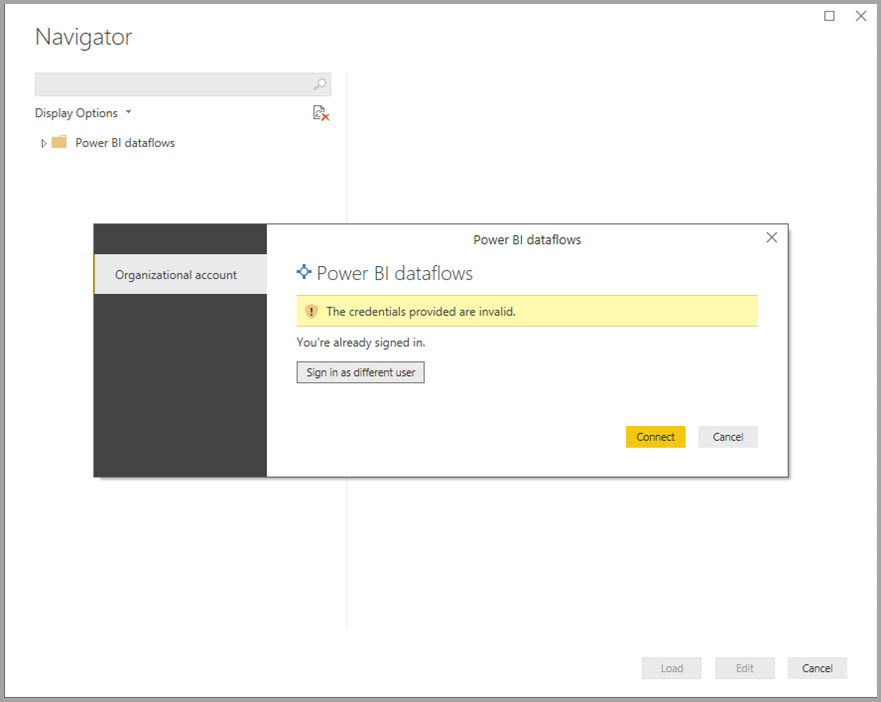 Navigator
Display Options
Power BI dataflows
Power BI dataflows
Organizational account
Power BI dataflows
The credentials provided are invalid.
You're already signed in.
Sign in as different user
Connect Cancel
Load Edit Cancel